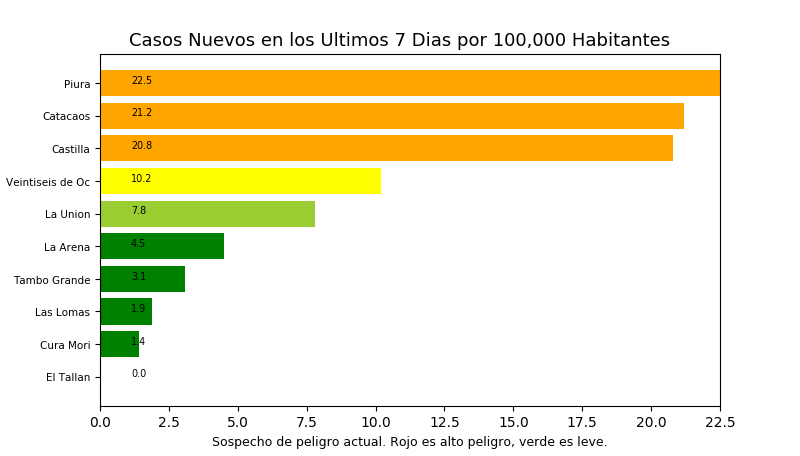 Casos Nuevos en los Ultimos 7 Dias por 100,000 Habitantes
Piura 22.5
Catacaos 21.2
Castilla 20.8
Veintiseis de Oc 10.2
La Union 7.8
La Arena 4.5
Tambo Grande 3.1
Las Lomas 1.9
Cura Mori 1.4
El Tallan 0.0
0.0 2.5 5.0 7.5 10.0 12.5 15.0 17.5 20.0 22.5
Sospecho de peligro actual. Rojo es alto peligro, verde es leve.